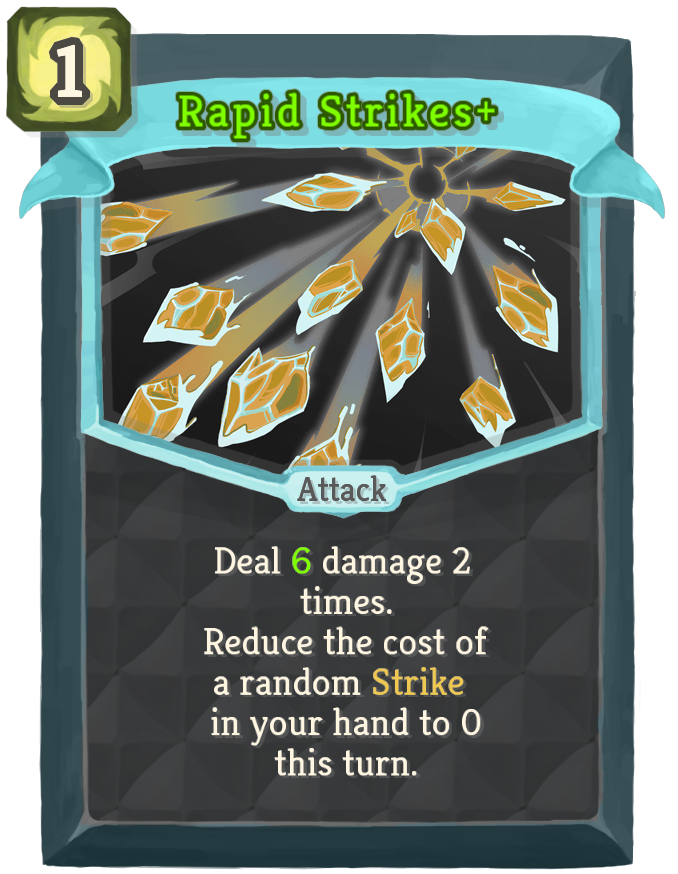 1
Rapid Strikes+
Attack
Deal 6 damage 2
times.
Reduce the cost of
a random Strike
in your hand to 0
this turn.